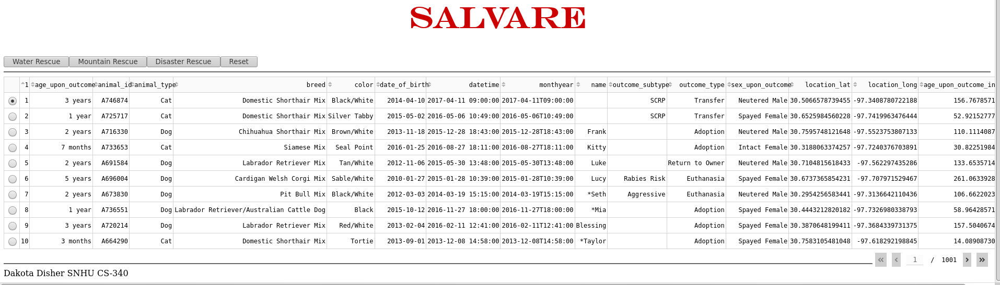 SALVARE
Water Rescue Mountain Rescue Disaster Rescue Reset
1 age_upon_outcome animal_id animal_type breed color date_of_birth datetime monthyear name outcome_subtype outcome_type sex_upon_outcome location_lat location_long age_upon_outcome_in
1 3 years A746874 Cat Domestic Shorthair Mix Black/White 2014-04-10 2017-04-11 09:00:00 2017-04-11T09:00:00 SCRP Transfer Neutered Male 30.5066578739455 -97.3408780722188 156.7678571
2 1 year A725717 Cat Domestic Shorthair Mix Silver Tabby 2015-05-02 2016-05-06 10:49:00 2016-05-06T10:49:00 SCRP Transfer Spayed Female 30.6525984560228 -97.7419963476444 52.92152777
3 2 years A716330 Dog Chihuahua Shorthair Mix Brown/White 2013-11-18 2015-12-28 18:43:00 2015-12-28T18:43:00 Frank Adoption Neutered Male 30.7595748121648 -97.5523753807133 110.1114087
4 7 months A733653 Cat Siamese Mix Seal Point 2016-01-25 2016-08-27 18:11:00 2016-08-27T18:11:00 Kitty Adoption Intact Female 30.3188063374257 -97.7240376703891 30.82251984
5 2 years A691584 Dog Labrador Retriever Mix Tan/White 2012-11-06 2015-05-30 13:48:00 2015-05-30T13:48:00 Luke Return to Owner Neutered Male 30.7104815618433 -97.562297435286 133.6535714
6 5 years A696004 Dog Cardigan Welsh Corgi Mix Sable/White 2010-01-27 2015-01-28 10:39:00 2015-01-28T10:39:00 Lucy Rabies Risk Euthanasia Spayed Female 30.6737365854231 -97.707971529467 261.0633928
7 2 years A673830 Dog Pit Bull Mix Black/White 2012-03-03 2014-03-19 15:15:00 2014-03-19T15:15:00 *Seth Aggressive Euthanasia Neutered Male 30.2954256583441 -97.3136642110436 106.6622023
8 1 year A736551 Dog Labrador Retriever/Australian Cattle Dog Black 2015-10-12 2016-11-27 18:00:00 2016-11-27T18:00:00 *Mia Adoption Spayed Female 30.4443212820182 -97.7326980338793 58.96428571
9 3 years A720214 Dog Labrador Retriever Mix Red/White 2013-02-04 2016-02-11 12:41:00 2016-02-11T12:41:00 Blessing Adoption Spayed Female 30.3870648199411 -97.3684339731375 157.5040674
10 3 months A664290 Cat Domestic Shorthair Mix Tortie 2013-09-01 2013-12-08 14:58:00 2013-12-08T14:58:00 *Taylor Adoption Spayed Female 30.7583105481048 -97.618292198845 14.08908730
1 / 1001
Dakota Disher SNHU CS-340